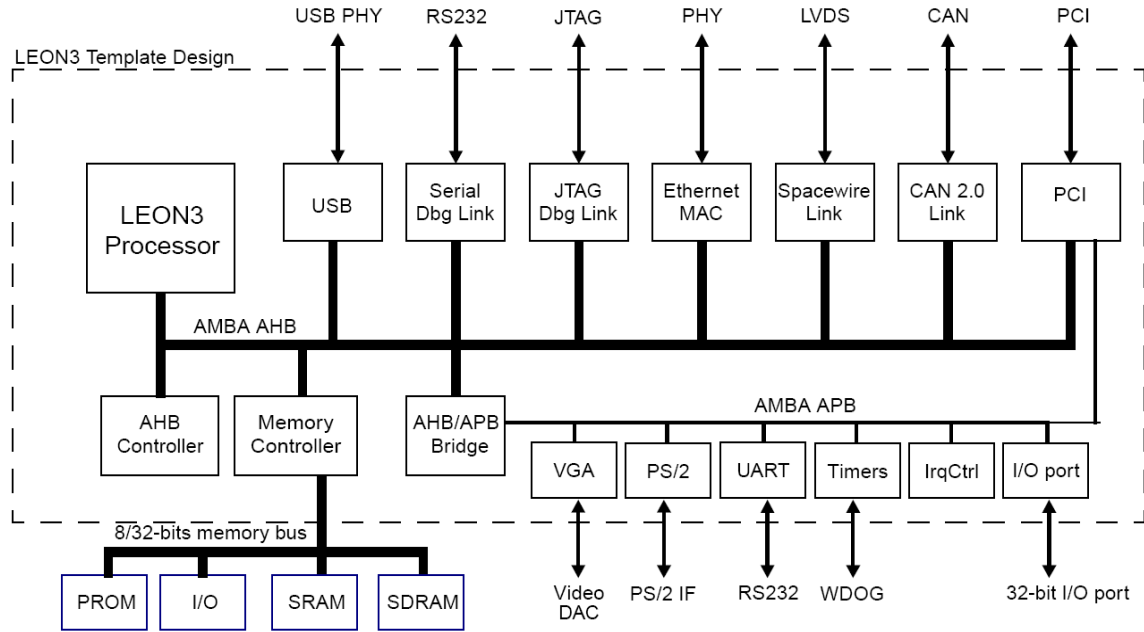 USB PHY
RS232
JTAG
PHY
LVDS
CAN
PCI
LEON3 Template Design
LEON3
Processor
USB
Serial
Dbg Link
JTAG
Dbg Link
Ethernet
MAC
Spacewire
Link
CAN 2.0
Link
PCI
AMBA AHB
AHB
Controller
Memory
Controller
AHB/APB
Bridge
AMBA APB
VGA
PS/2
UART
Timers
IrqCtrl
I/O port
8/32-bits memory bus
PROM
I/O
SRAM
SDRAM
Video
DAC
PS/2 IF
RS232
WDOG
32-bit I/O port